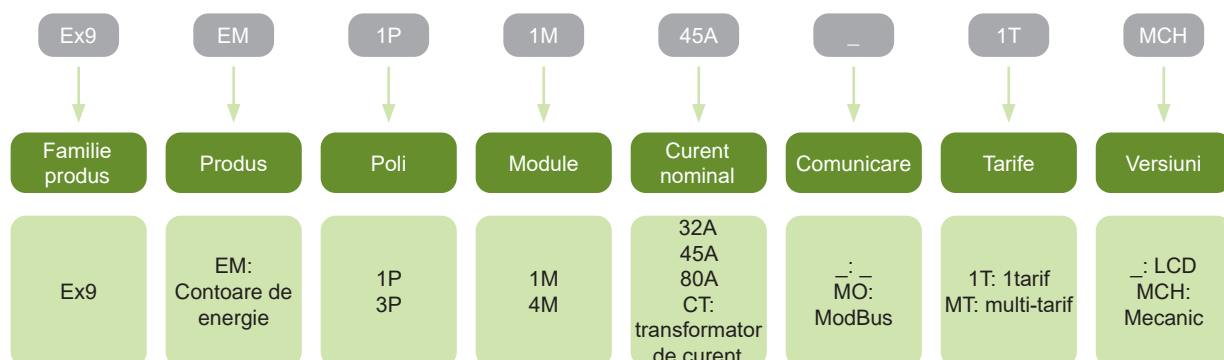 Ex9
EM
1P
1M
45A
_
1T
MCH
Familie
produs
Produs
Poli
Module
Curent
nominal
Comunicare
Tarife
Versiuni
Ex9
EM:
Contoare de
energie
1P
3P
1M
4M
32A
45A
80A
CT:
transformator
de curent
_: _
MO:
ModBus
1T: 1tarif
MT: multi-tarif
_: LCD
MCH:
Mecanic